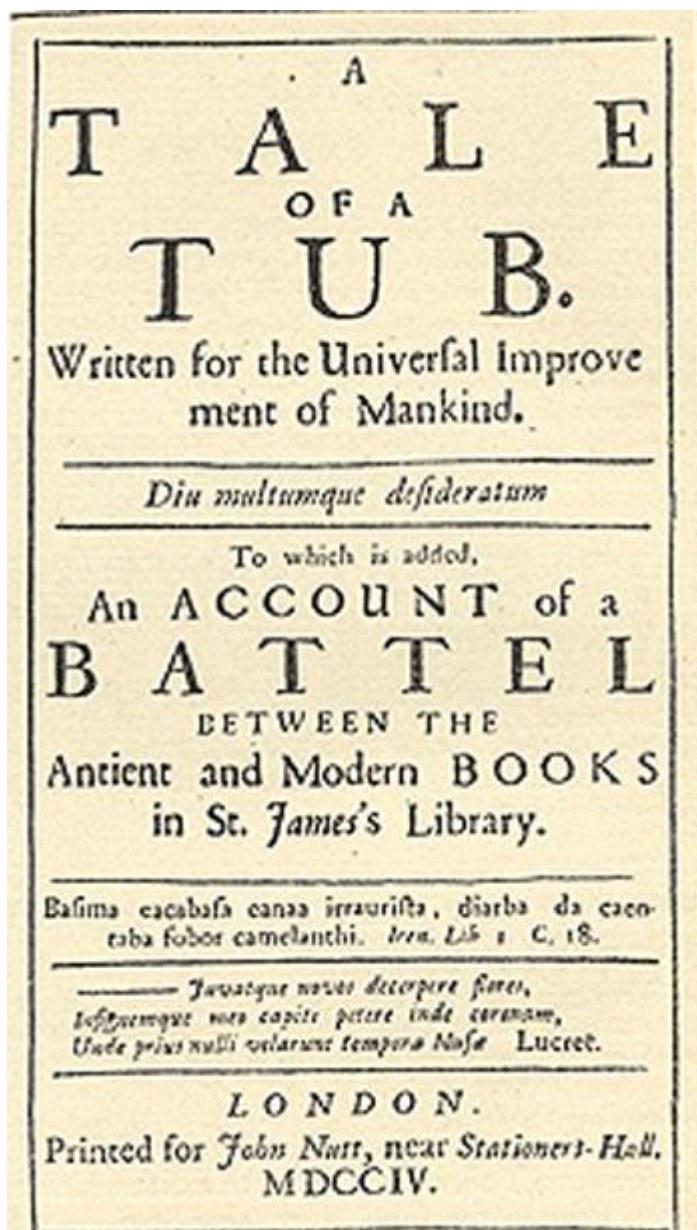 A
TALE
OF A
TUB.
Written for the Univerſal Improve
ment of Mankind.
Diu multumque deſideratum
To which is added,
An ACCOUNT of a
BATTEL
BETWEEN THE
Antient and Modern BOOKS
in St. James's Library.
Baſima eacabaſa eanaa irrauriſta, diarba da caeo-
taba fobor camelanthi. Iren. Lib 1 C. 18.
——— Juvatque novos decerpere flores,
Inſignemque meo capiti petere inde coronam,
Unde prius nulli velarunt tempora Muſæ Lucret.
LONDON.
Printed for John Nutt, near Stationers-Hall.
MDCCIV.